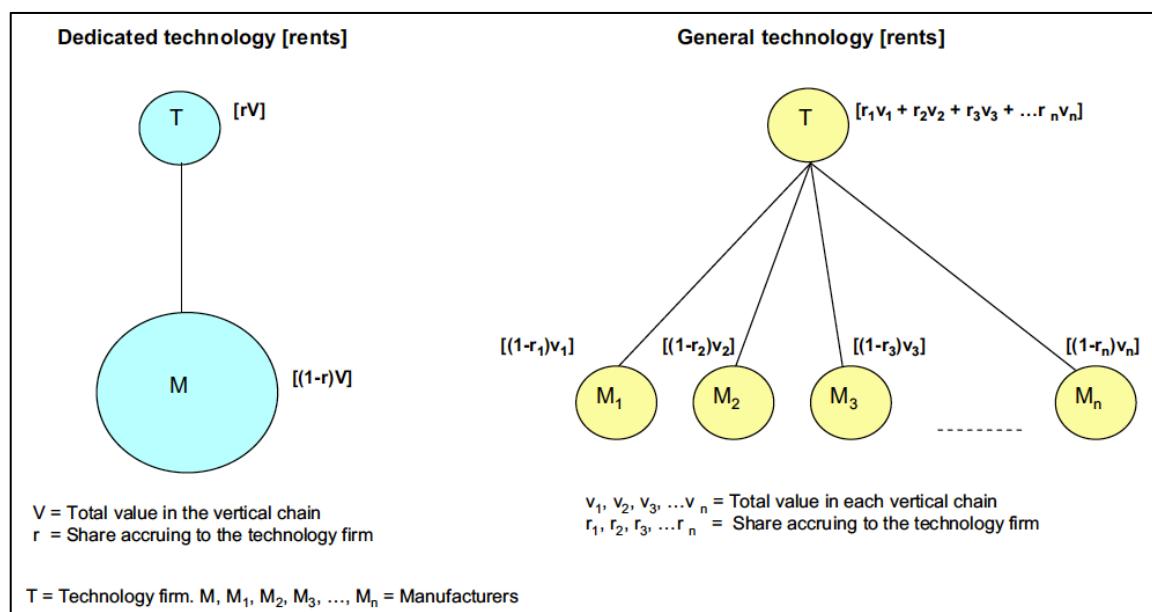 Dedicated technology [rents]
General technology [rents]
T
[rV]
T
[r₁v₁ + r₂v₂ + r₃v₃ + …r ₙvₙ]
M
[(1-r)V]
[(1-r₁)v₁]
[(1-r₂)v₂]
[(1-r₃)v₃]
[(1-rₙ)vₙ]
M₁
M₂
M₃
---------
Mₙ
V = Total value in the vertical chain
r = Share accruing to the technology firm
v₁, v₂, v₃, …v ₙ = Total value in each vertical chain
r₁, r₂, r₃, …r ₙ = Share accruing to the technology firm
T = Technology firm. M, M₁, M₂, M₃, …, Mₙ = Manufacturers